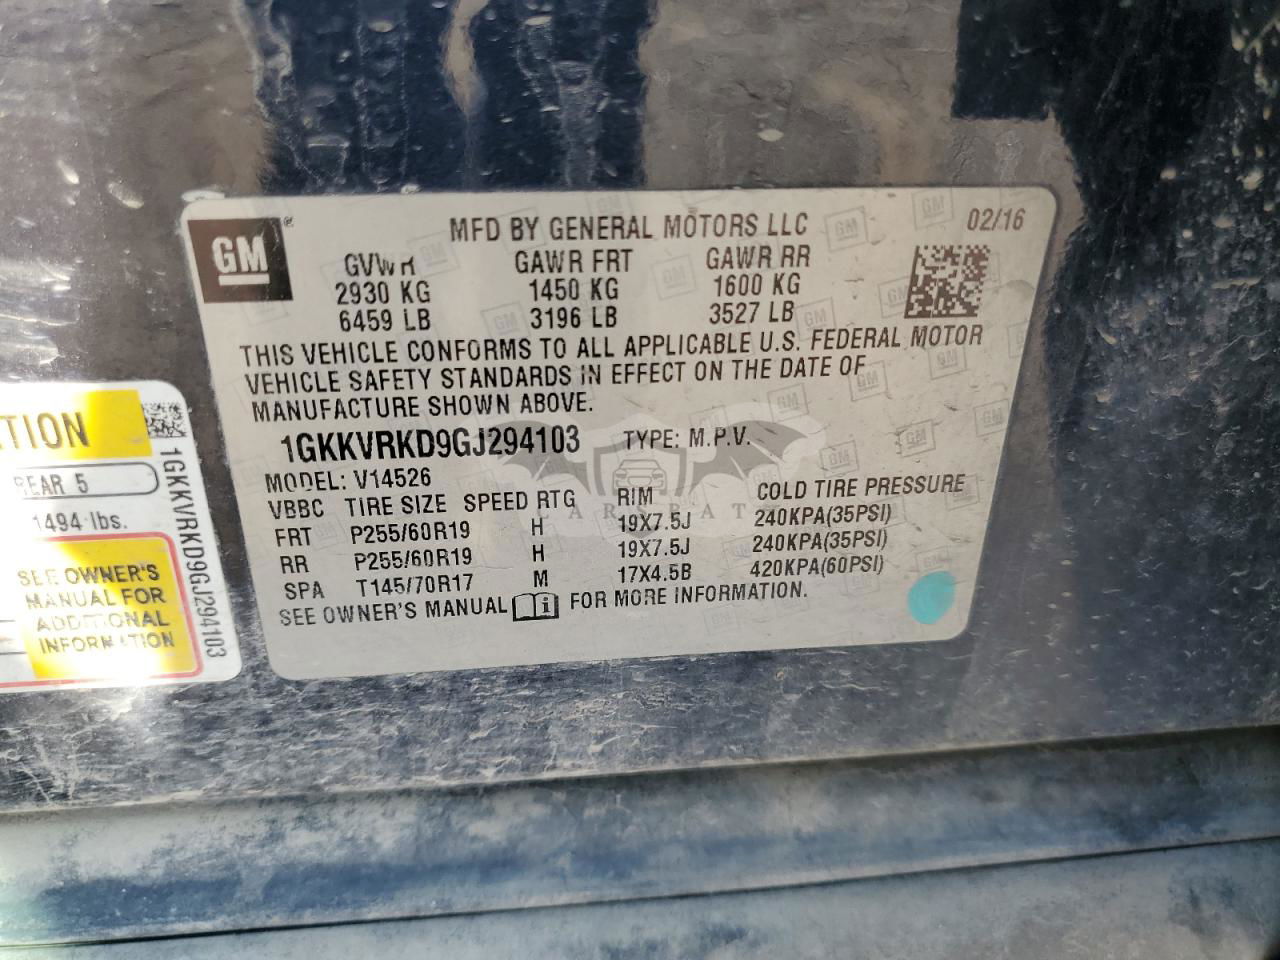 GM
®
MFD BY GENERAL MOTORS LLC
02/16
GVWR GAWR FRT GAWR RR
2930 KG 1450 KG 1600 KG
6459 LB 3196 LB 3527 LB
THIS VEHICLE CONFORMS TO ALL APPLICABLE U.S. FEDERAL MOTOR
VEHICLE SAFETY STANDARDS IN EFFECT ON THE DATE OF
MANUFACTURE SHOWN ABOVE.
1GKKVRKD9GJ294103 TYPE: M.P.V.
MODEL: V14526
VBBC TIRE SIZE SPEED RTG RIM COLD TIRE PRESSURE
FRT P255/60R19 H 19X7.5J 240KPA(35PSI)
RR P255/60R19 H 19X7.5J 240KPA(35PSI)
SPA T145/70R17 M 17X4.5B 420KPA(60PSI)
SEE OWNER'S MANUAL FOR MORE INFORMATION.
TION
REAR 5
1494 lbs.
SEE OWNER'S
MANUAL FOR
ADDITIONAL
INFORMATION
1GKKVRKD9GJ294103